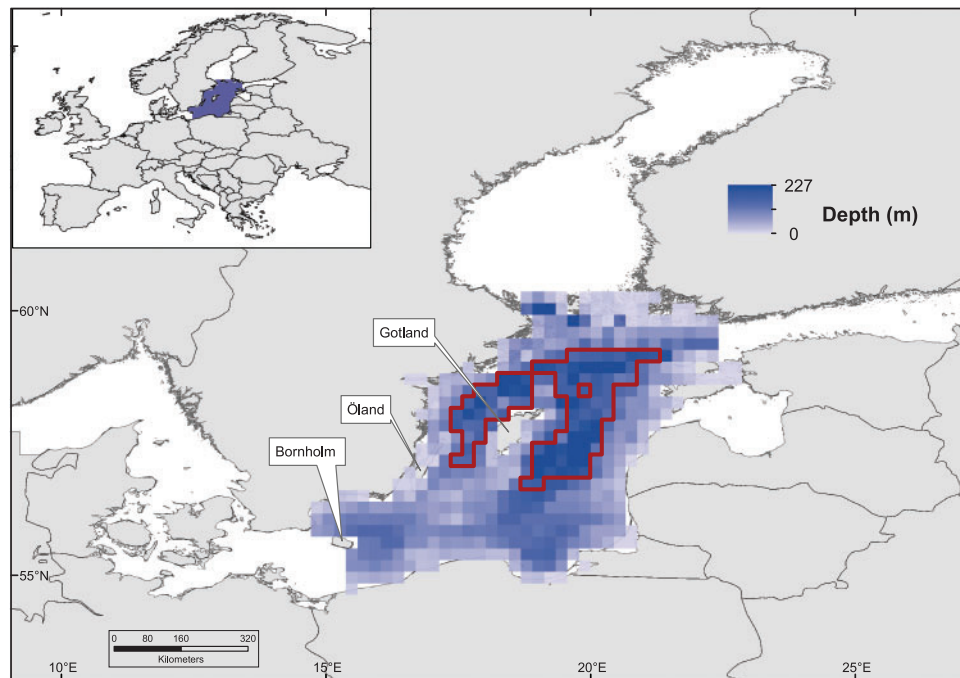 227
Depth (m)
0
60°N
Gotland
Öland
Bornholm
55°N
0 80 160 320
Kilometers
10°E 15°E 20°E 25°E